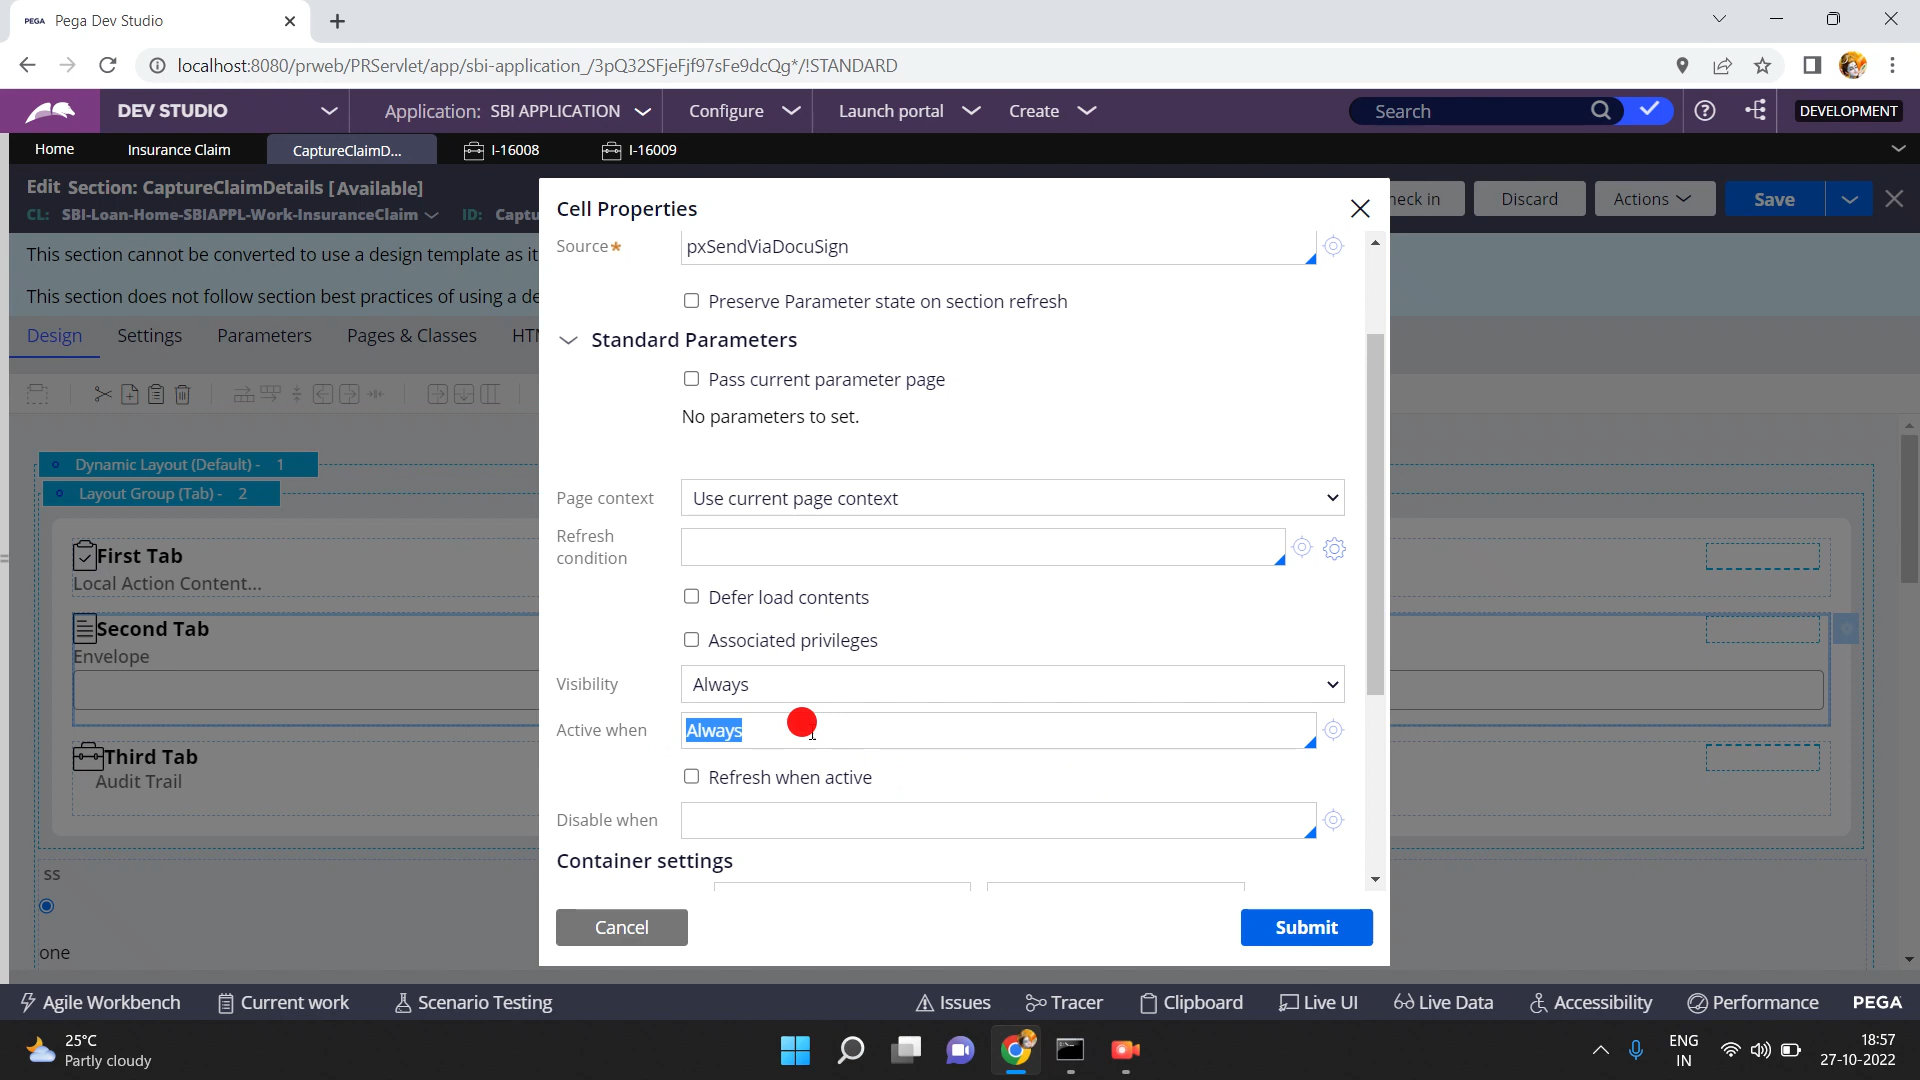 PEGA Pega Dev Studio
localhost:8080/prweb/PRServlet/app/sbi-application_/3pQ32SFjeFjf97sFe9dcQg*/!STANDARD
DEV STUDIO Application: SBI APPLICATION Configure Launch portal Create Search DEVELOPMENT
Home Insurance Claim CaptureClaimD... I-16008 I-16009
Edit Section: CaptureClaimDetails [Available]
CL: SBI-Loan-Home-SBIAPPL-Work-InsuranceClaim ID: Captu
heck in Discard Actions Save
This section cannot be converted to use a design template as it
This section does not follow section best practices of using a de
Design Settings Parameters Pages & Classes HTM
Dynamic Layout (Default) - 1
Layout Group (Tab) - 2
First Tab
Local Action Content...
Second Tab
Envelope
Third Tab
Audit Trail
ss
one
Cell Properties
Source* pxSendViaDocuSign
Preserve Parameter state on section refresh
Standard Parameters
Pass current parameter page
No parameters to set.
Page context Use current page context
Refresh
condition
Defer load contents
Associated privileges
Visibility Always
Active when Always
Refresh when active
Disable when
Container settings
Cancel Submit
Agile Workbench Current work Scenario Testing Issues Tracer Clipboard Live UI Live Data Accessibility Performance PEGA
25°C
Partly cloudy
ENG
IN
18:57
27-10-2022